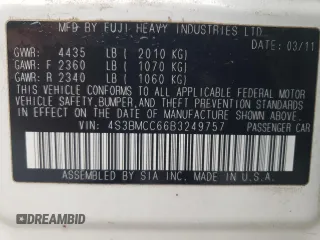 MFD BY FUJI HEAVY INDUSTRIES LTD.
DATE: 03/11
GVWR: 4435 LB ( 2010 KG)
GAWR: F 2360 LB ( 1070 KG)
GAWR: R 2340 LB ( 1060 KG)
THIS VEHICLE CONFORMS TO ALL APPLICABLE FEDERAL MOTOR
VEHICLE SAFETY, BUMPER, AND THEFT PREVENTION STANDARDS
IN EFFECT ON THE DATE OF MANUFACTURE SHOWN ABOVE.
VIN: 4S3BMCC66B3249757
PASSENGER CAR
ASSEMBLED BY SIA INC. MADE IN U.S.A.
© DREAMBID
DREAMBID.COM